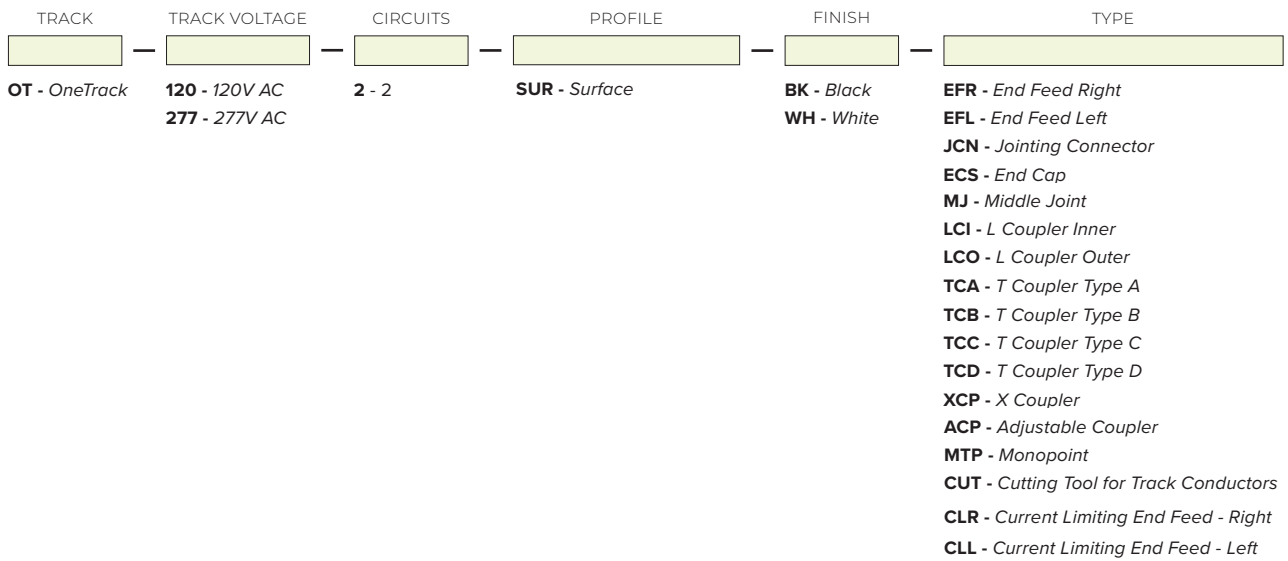 TRACK TRACK VOLTAGE CIRCUITS PROFILE FINISH TYPE
— — — — —
OT - OneTrack 120 - 120V AC 2 - 2 SUR - Surface BK - Black EFR - End Feed Right
277 - 277V AC WH - White EFL - End Feed Left
JCN - Jointing Connector
ECS - End Cap
MJ - Middle Joint
LCI - L Coupler Inner
LCO - L Coupler Outer
TCA - T Coupler Type A
TCB - T Coupler Type B
TCC - T Coupler Type C
TCD - T Coupler Type D
XCP - X Coupler
ACP - Adjustable Coupler
MTP - Monopoint
CUT - Cutting Tool for Track Conductors
CLR - Current Limiting End Feed - Right
CLL - Current Limiting End Feed - Left